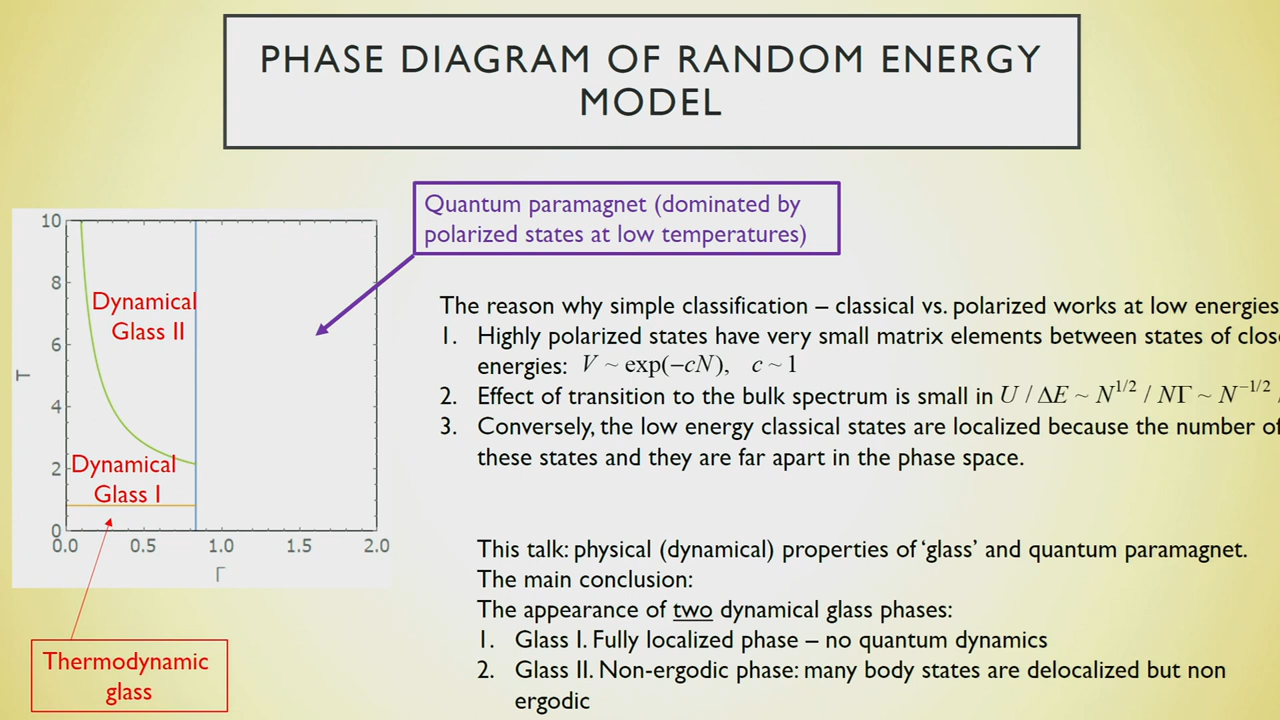 PHASE DIAGRAM OF RANDOM ENERGY
MODEL
Quantum paramagnet (dominated by
polarized states at low temperatures)
10
8
6
4
2
0
T
0.0 0.5 1.0 1.5 2.0
Γ
Dynamical
Glass II
Dynamical
Glass I
Thermodynamic
glass
The reason why simple classification – classical vs. polarized works at low energies
1. Highly polarized states have very small matrix elements between states of close
energies: V ~ exp(−cN), c ~ 1
2. Effect of transition to the bulk spectrum is small in U / ΔE ~ N^{1/2} / NΓ ~ N^{−1/2} /
3. Conversely, the low energy classical states are localized because the number of
these states and they are far apart in the phase space.
This talk: physical (dynamical) properties of 'glass' and quantum paramagnet.
The main conclusion:
The appearance of two dynamical glass phases:
1. Glass I. Fully localized phase – no quantum dynamics
2. Glass II. Non-ergodic phase: many body states are delocalized but non
ergodic